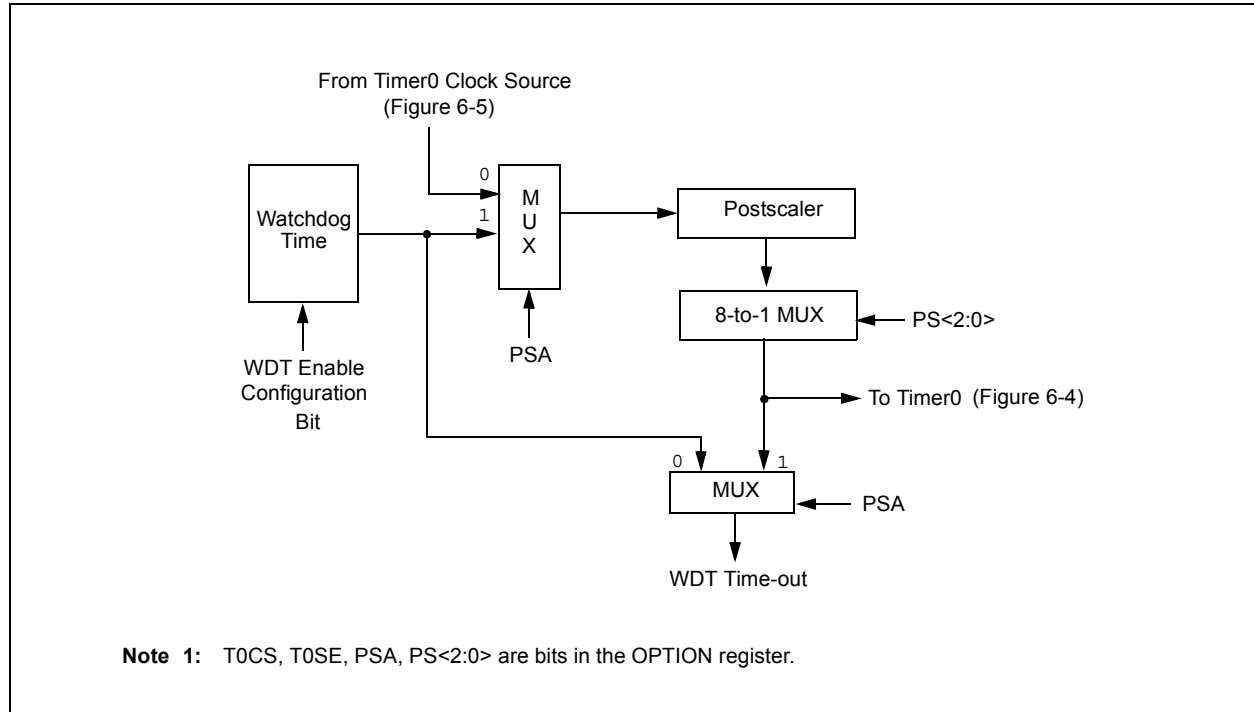 From Timer0 Clock Source
(Figure 6-5)
0
1
M
U
X
Postscaler
Watchdog
Time
8-to-1 MUX
PS<2:0>
PSA
WDT Enable
Configuration
Bit
To Timer0 (Figure 6-4)
0
1
MUX
PSA
WDT Time-out
Note 1: T0CS, T0SE, PSA, PS<2:0> are bits in the OPTION register.